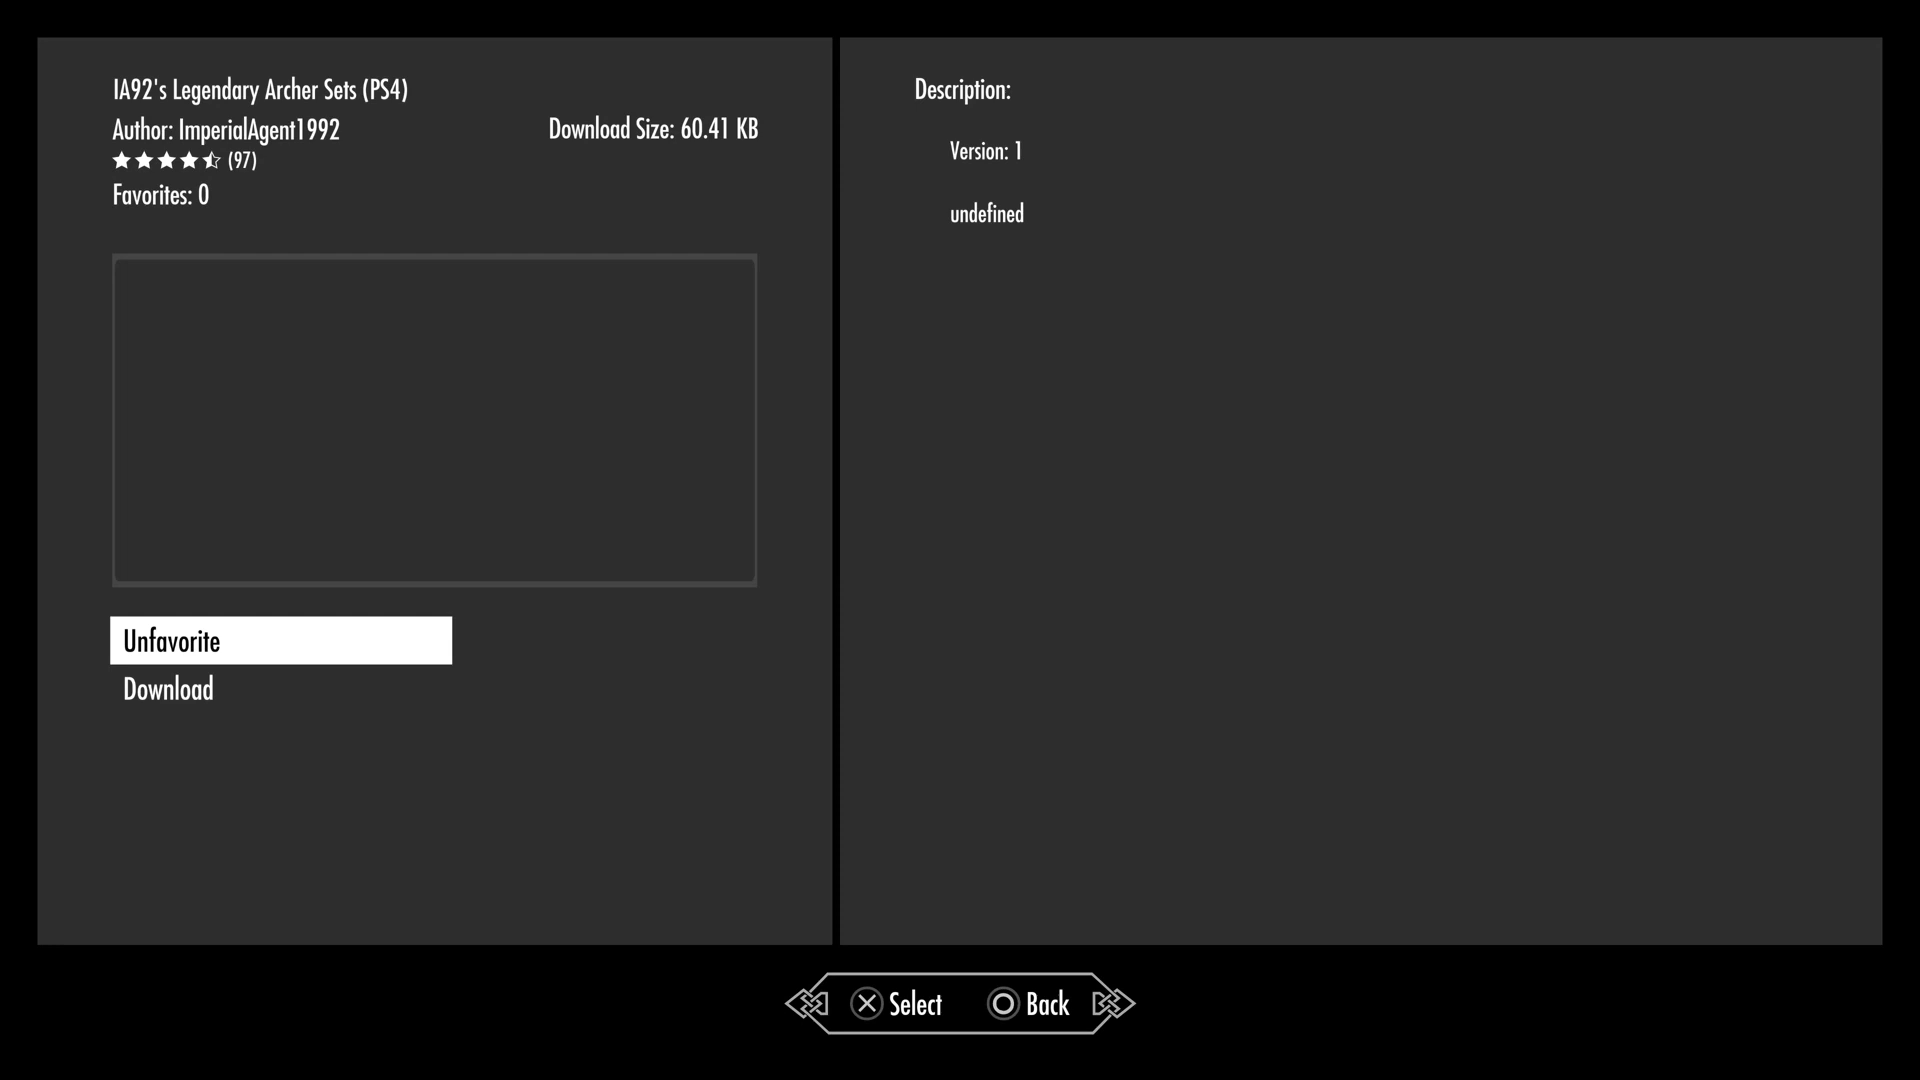 IA92's Legendary Archer Sets (PS4)
Author: ImperialAgent1992
Download Size: 60.41 KB
(97)
Favorites: 0
Unfavorite
Download
Description:
Version: 1
undefined
Select
Back